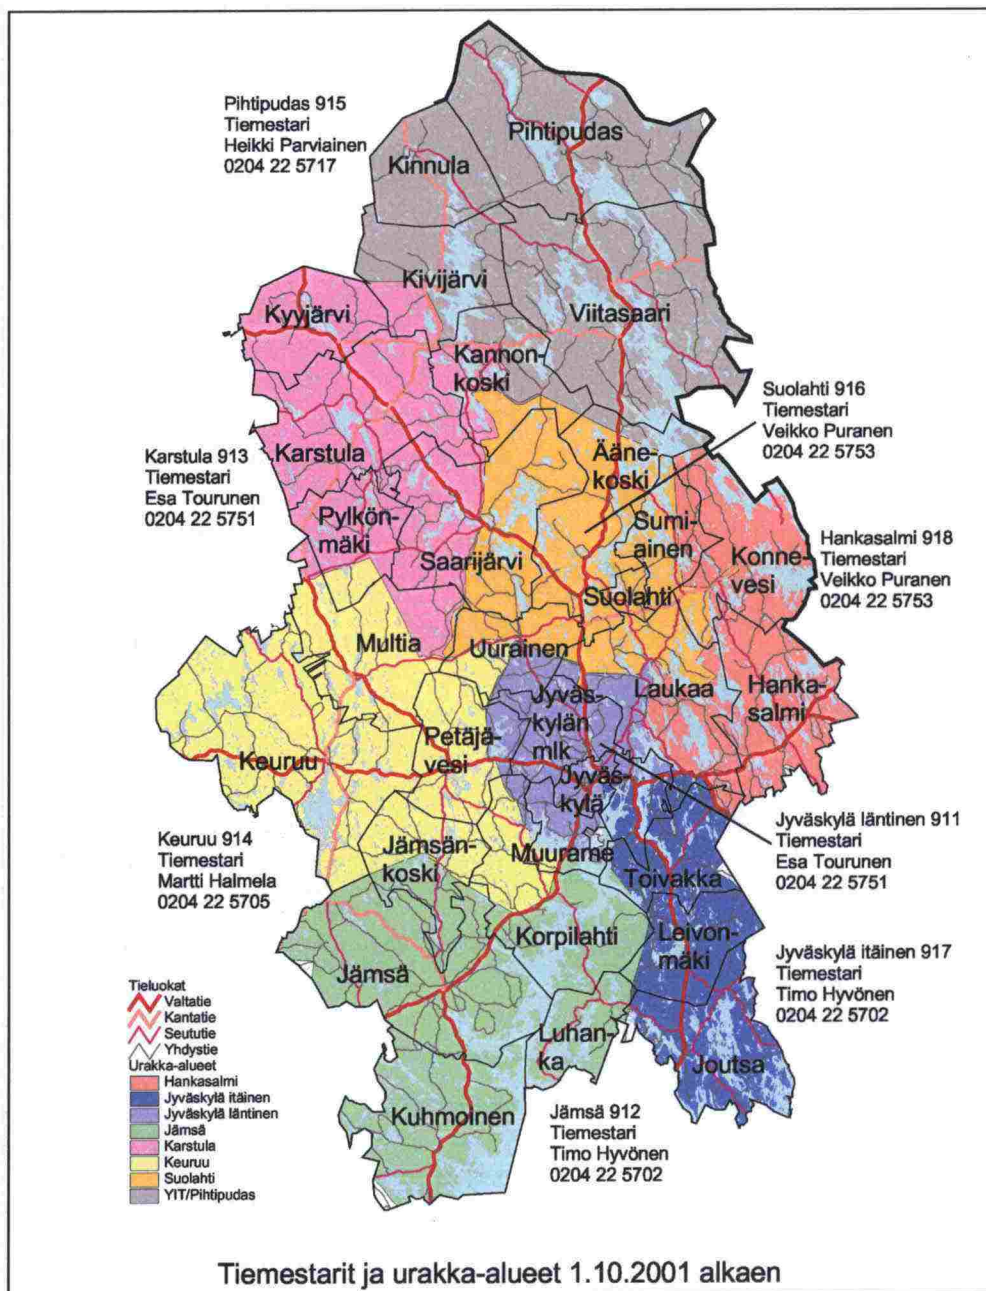 Pihtipudas 915
Tiemestari
Heikki Parviainen
0204 22 5717
Pihtipudas
Kinnula
Kivijärvi
Viitasaari
Kyyjärvi
Kannon-
koski
Suolahti 916
Tiemestari
Veikko Puranen
0204 22 5753
Karstula 913
Tiemestari
Esa Tourunen
0204 22 5751
Karstula
Ääne-
koski
Pylkön-
mäki
Saarijärvi
Sumi-
ainen
Konne-
vesi
Hankasalmi 918
Tiemestari
Veikko Puranen
0204 22 5753
Suolahti
Multia
Uurainen
Laukaa
Hanka-
salmi
Jyväs-
kylän
mlk
Keuruu
Petäjä-
vesi
Jyväs-
kylä
Keuruu 914
Tiemestari
Martti Halmela
0204 22 5705
Jämsän-
koski
Muurame
Toivakka
Jyväskylä läntinen 911
Tiemestari
Esa Tourunen
0204 22 5751
Korpilahti
Leivon-
mäki
Jämsä
Jyväskylä itäinen 917
Tiemestari
Timo Hyvönen
0204 22 5702
Luhan-
ka
Joutsa
Kuhmoinen
Jämsä 912
Tiemestari
Timo Hyvönen
0204 22 5702
Tieluokat
Valtatie
Kantatie
Seututie
Yhdystie
Urakka-alueet
Hankasalmi
Jyväskylä itäinen
Jyväskylä läntinen
Jämsä
Karstula
Keuruu
Suolahti
YIT/Pihtipudas
Tiemestarit ja urakka-alueet 1.10.2001 alkaen